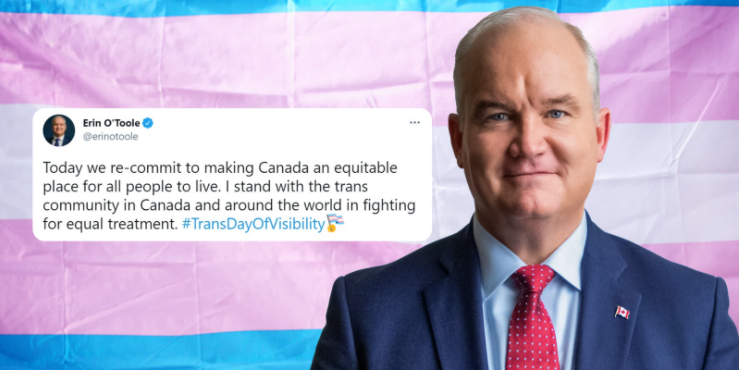 Erin O'Toole
@erinotoole
Today we re-commit to making Canada an equitable
place for all people to live. I stand with the trans
community in Canada and around the world in fighting
for equal treatment. #TransDayOfVisibility